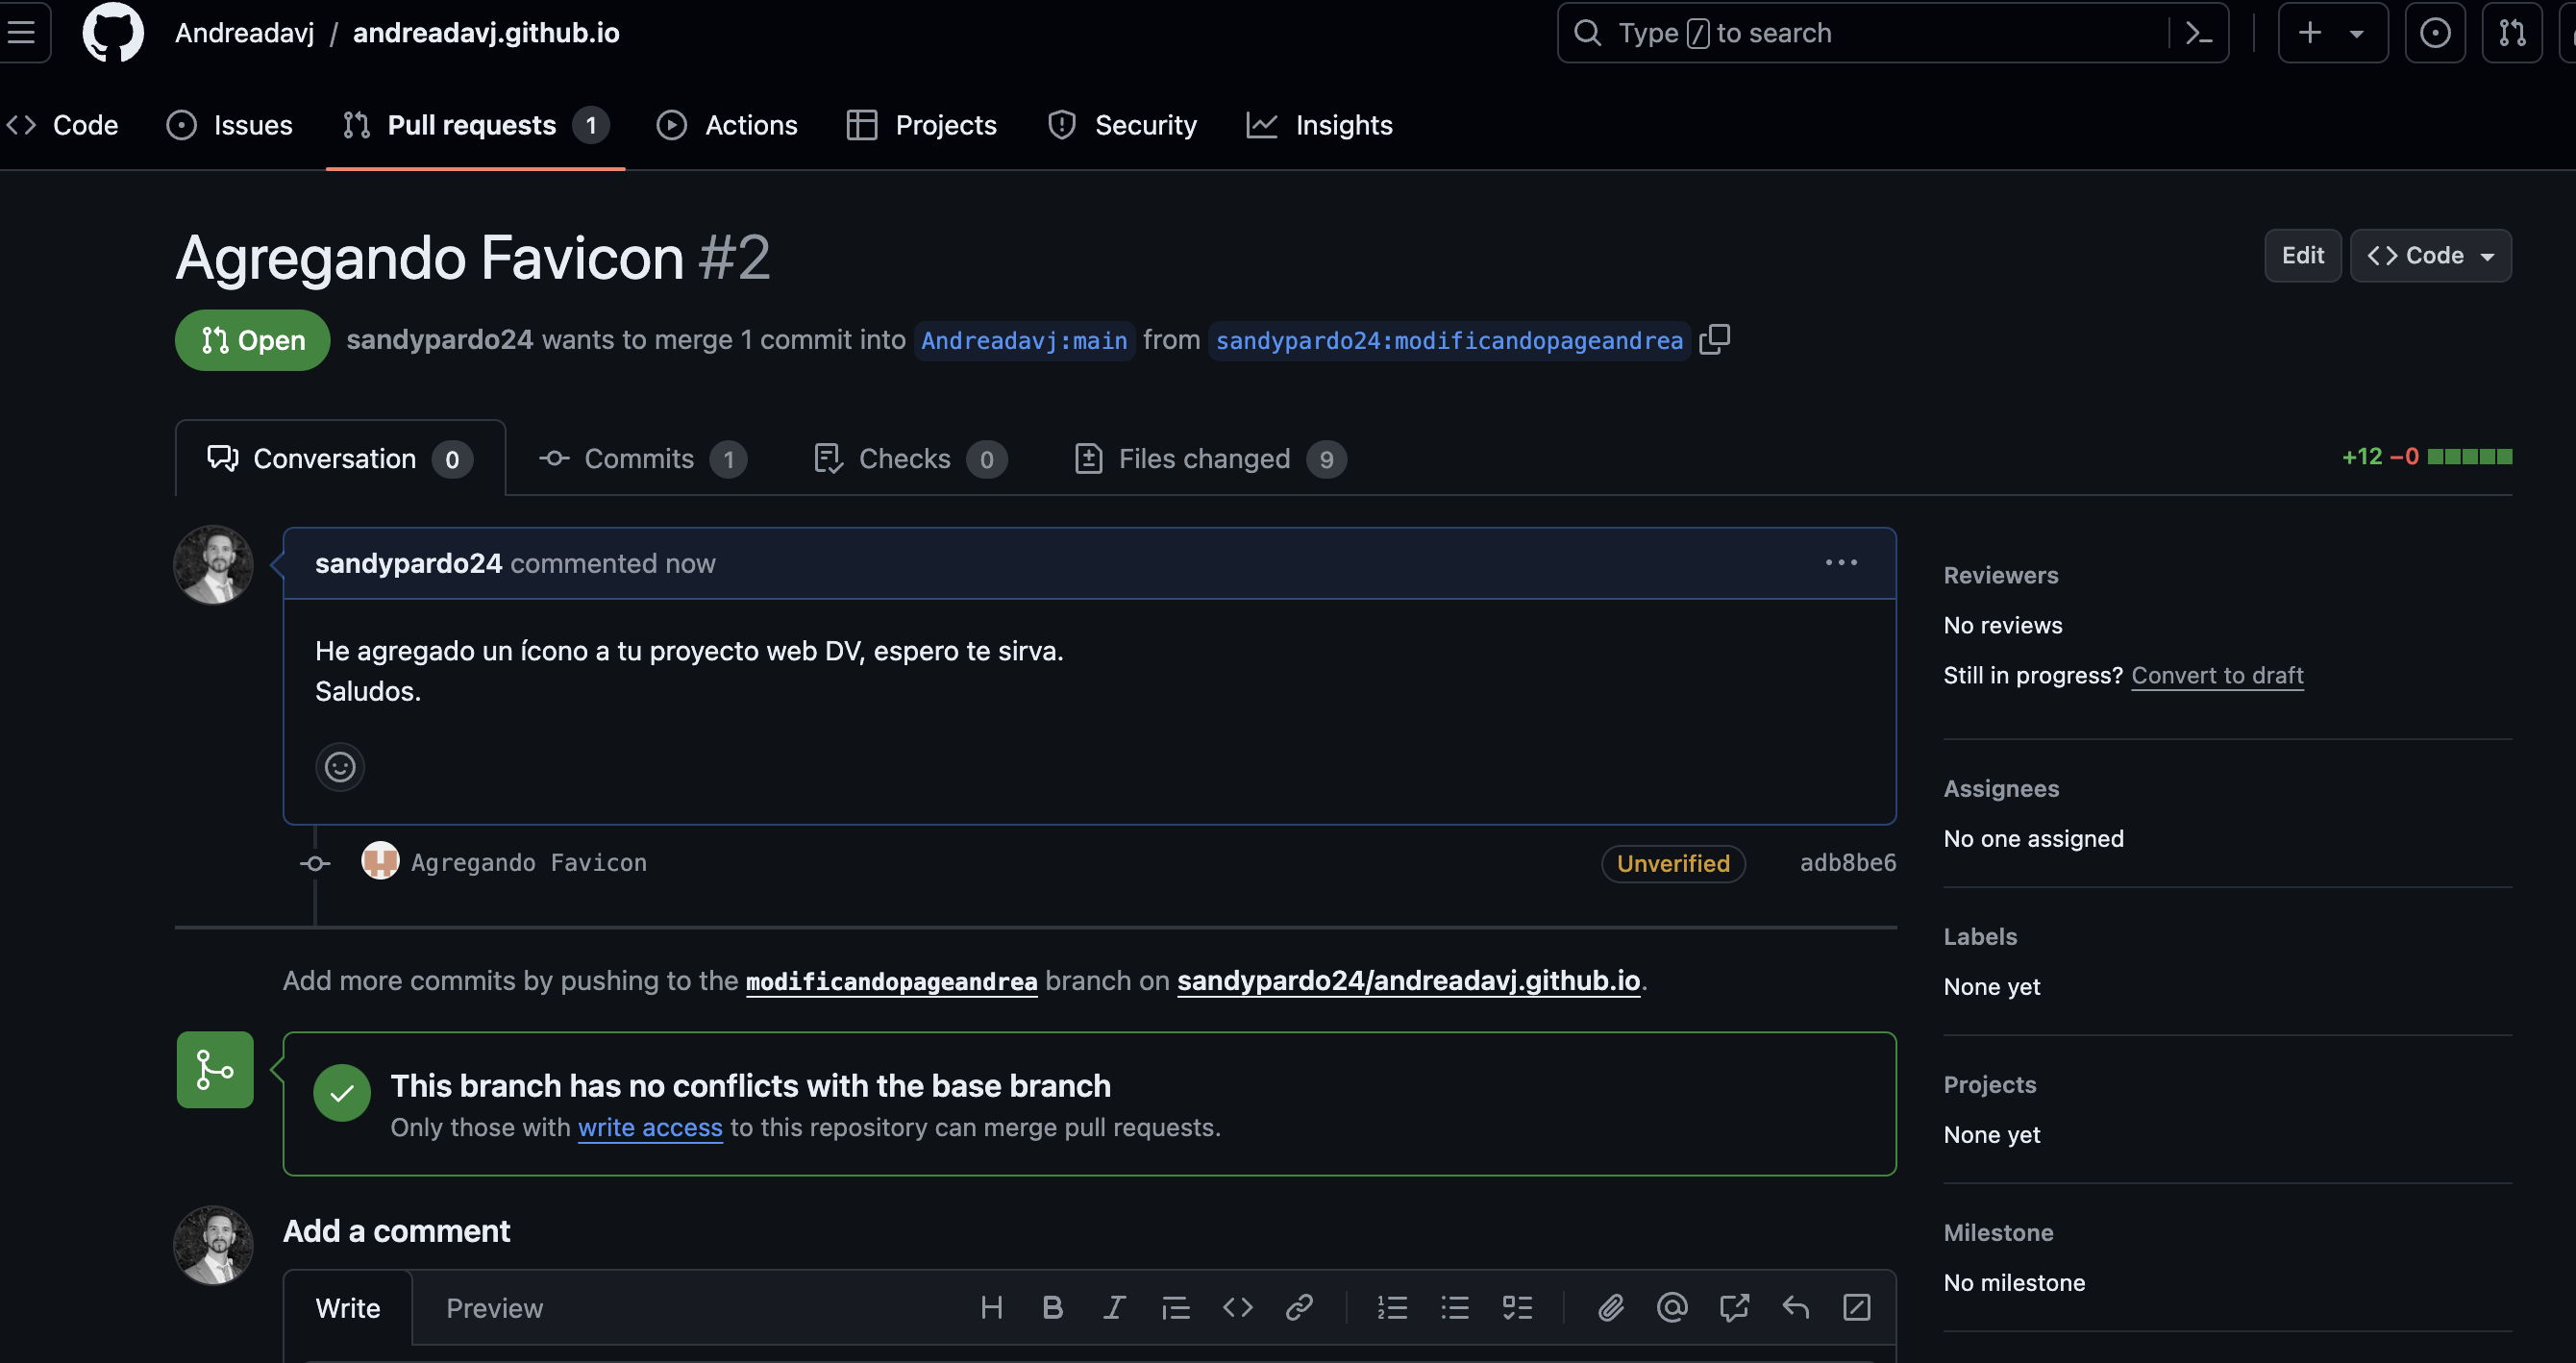 Andreadavj / andreadavj.github.io
Type / to search
Code Issues Pull requests 1 Actions Projects Security Insights
Agregando Favicon #2
Edit Code
Open sandypardo24 wants to merge 1 commit into Andreadavj:main from sandypardo24:modificandopageandrea
Conversation 0 Commits 1 Checks 0 Files changed 9
+12 −0
sandypardo24 commented now
He agregado un ícono a tu proyecto web DV, espero te sirva.
Saludos.
Agregando Favicon Unverified adb8be6
Add more commits by pushing to the modificandopageandrea branch on sandypardo24/andreadavj.github.io.
This branch has no conflicts with the base branch
Only those with write access to this repository can merge pull requests.
Add a comment
Write Preview
Reviewers
No reviews
Still in progress? Convert to draft
Assignees
No one assigned
Labels
None yet
Projects
None yet
Milestone
No milestone